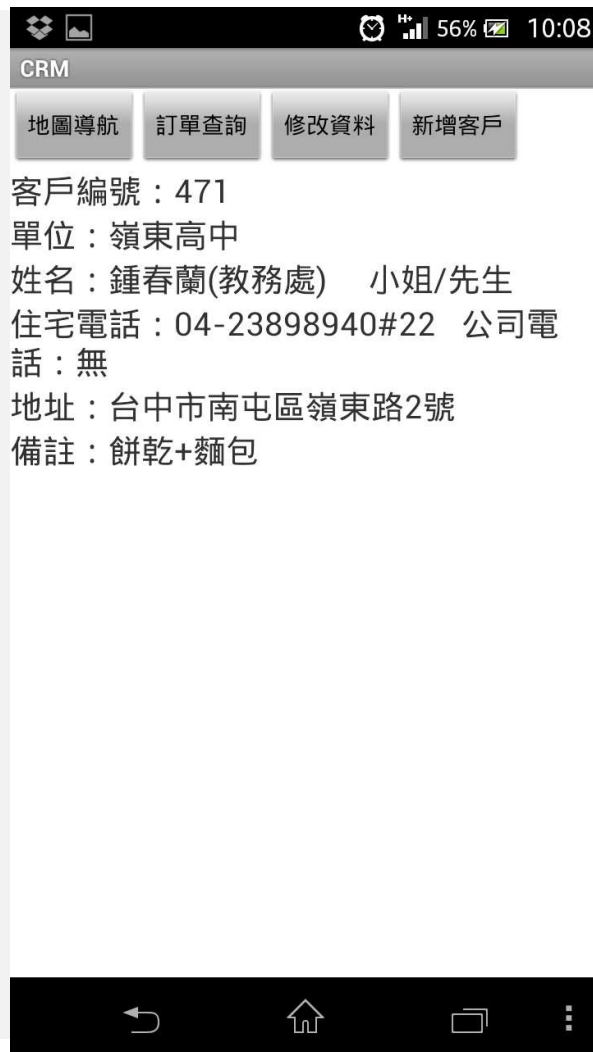 H+ 56% 10:08
CRM
地圖導航 訂單查詢 修改資料 新增客戶
客戶編號：471
單位：嶺東高中
姓名：鍾春蘭(教務處) 小姐/先生
住宅電話：04-23898940#22 公司電
話：無
地址：台中市南屯區嶺東路2號
備註：餅乾+麵包